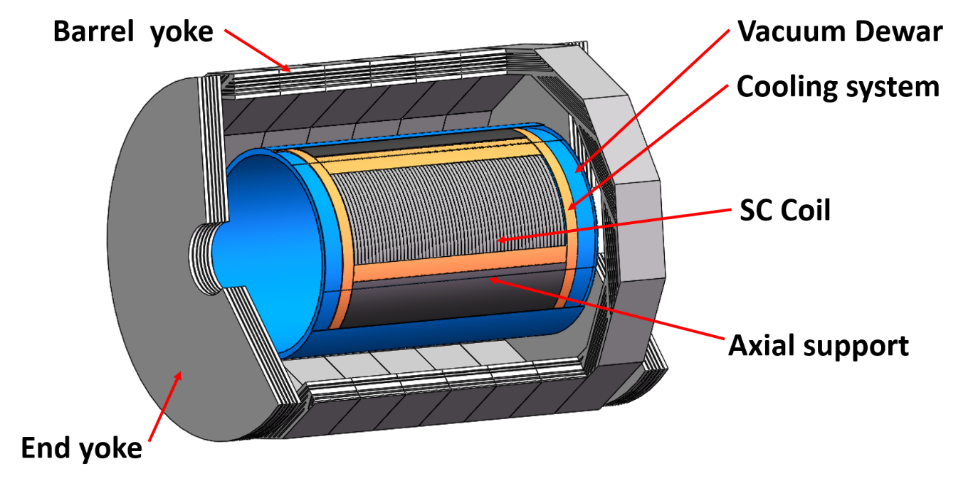 Barrel yoke
Vacuum Dewar
Cooling system
SC Coil
Axial support
End yoke